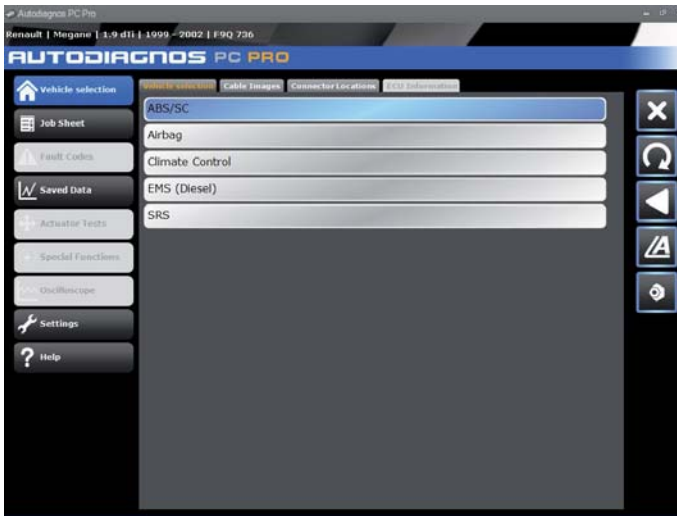 Autodiagnos PC Pro
Renault | Megane | 1.9 dTi | 1999 - 2002 | F9Q 736
AUTODIAGNOS PC PRO
Vehicle selection Cable Images Connector Locations ECU Information
Vehicle selection
Job Sheet
Fault Codes
Saved Data
Actuator Tests
Special Functions
Oscilloscope
Settings
Help
ABS/SC
Airbag
Climate Control
EMS (Diesel)
SRS